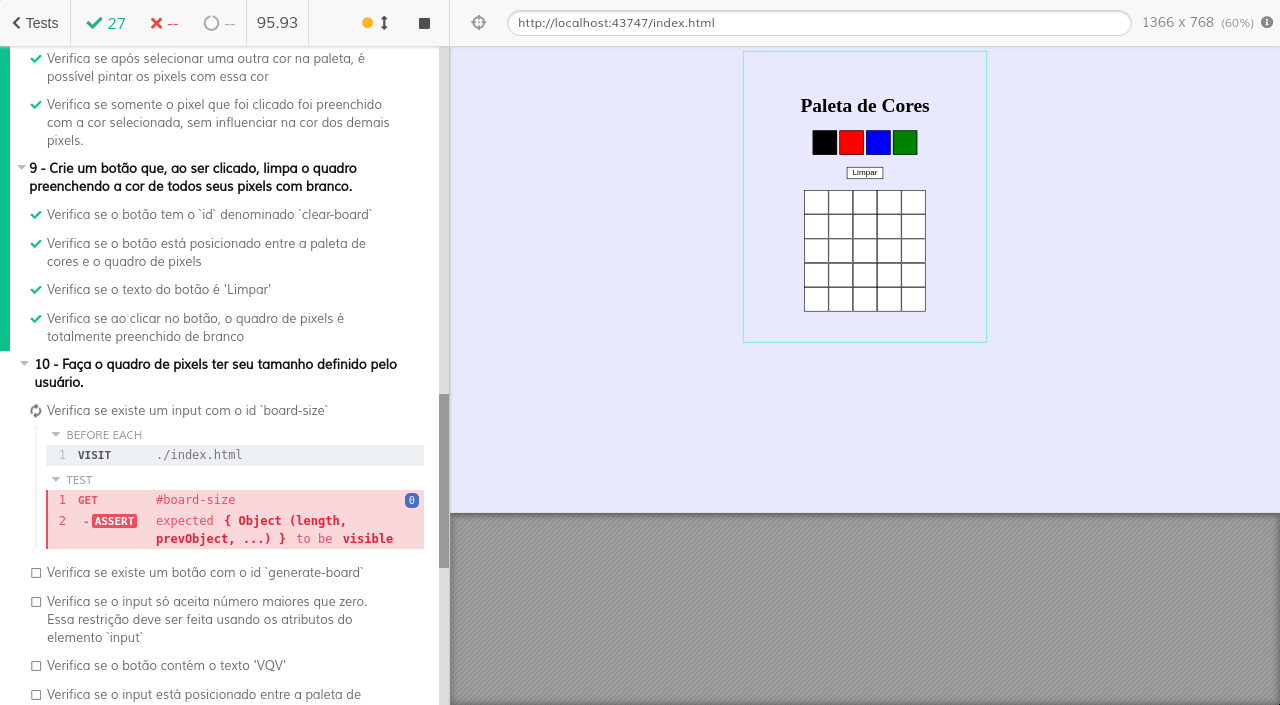 Tests
27
--
--
95.93
http://localhost:43747/index.html
1366 x 768 (60%)
Verifica se após selecionar uma outra cor na paleta, é
possível pintar os pixels com essa cor
Verifica se somente o pixel que foi clicado foi preenchido
com a cor selecionada, sem influenciar na cor dos demais
pixels.
9 - Crie um botão que, ao ser clicado, limpa o quadro
preenchendo a cor de todos seus pixels com branco.
Verifica se o botão tem o `id` denominado `clear-board`
Verifica se o botão está posicionado entre a paleta de
cores e o quadro de pixels
Verifica se o texto do botão é 'Limpar'
Verifica se ao clicar no botão, o quadro de pixels é
totalmente preenchido de branco
10 - Faça o quadro de pixels ter seu tamanho definido pelo
usuário.
Verifica se existe um input com o id `board-size`
BEFORE EACH
1 VISIT ./index.html
TEST
1 GET #board-size 0
2 -ASSERT expected { Object (length,
prevObject, ...) } to be visible
Verifica se existe um botão com o id `generate-board`
Verifica se o input só aceita número maiores que zero.
Essa restrição deve ser feita usando os atributos do
elemento `input`
Verifica se o botão contém o texto 'VQV'
Verifica se o input está posicionado entre a paleta de
Paleta de Cores
Limpar